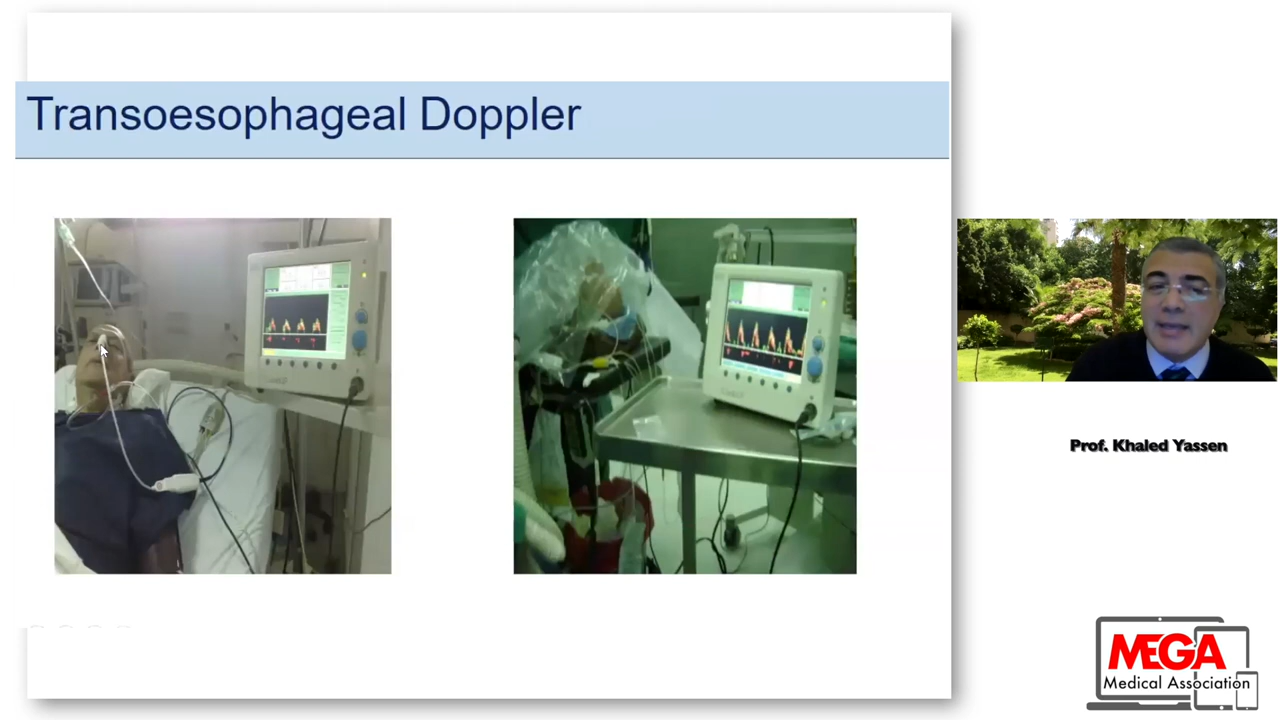 Transoesophageal Doppler
Prof. Khaled Yassen
MEGA
Medical Association